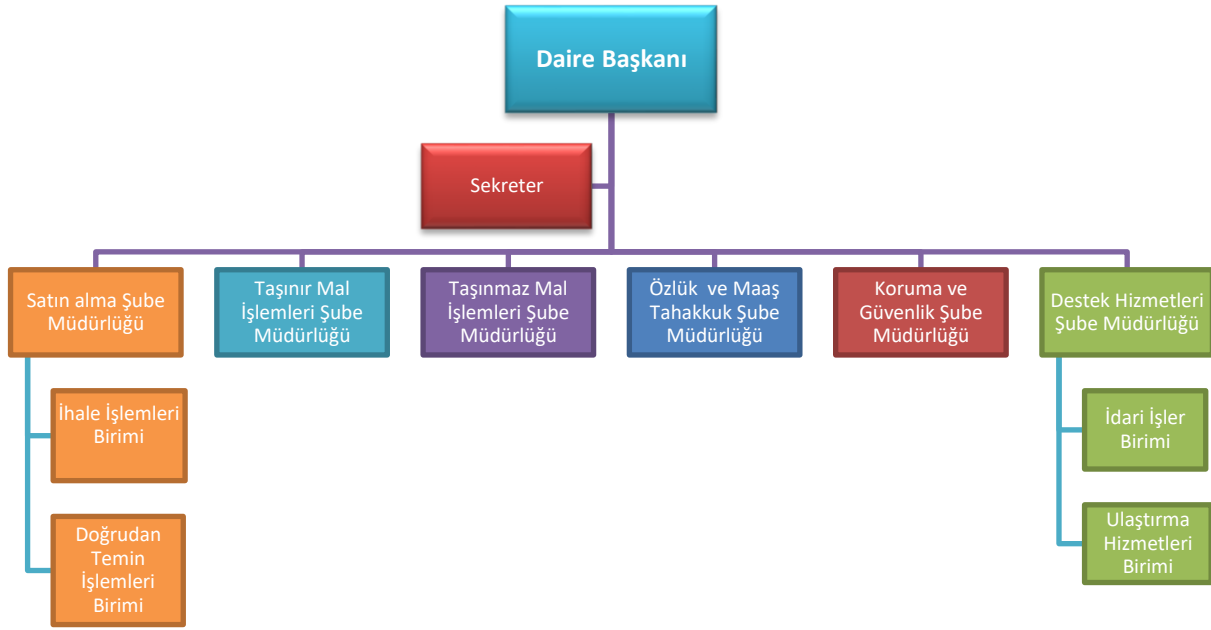 Daire Başkanı
Sekreter
Satın alma Şube
Müdürlüğü
Taşınır Mal
İşlemleri Şube
Müdürlüğü
Taşınmaz Mal
İşlemleri Şube
Müdürlüğü
Özlük ve Maaş
Tahakkuk Şube
Müdürlüğü
Koruma ve
Güvenlik Şube
Müdürlüğü
Destek Hizmetleri
Şube Müdürlüğü
İhale İşlemleri
Birimi
Doğrudan
Temin
İşlemleri
Birimi
İdari İşler
Birimi
Ulaştırma
Hizmetleri
Birimi